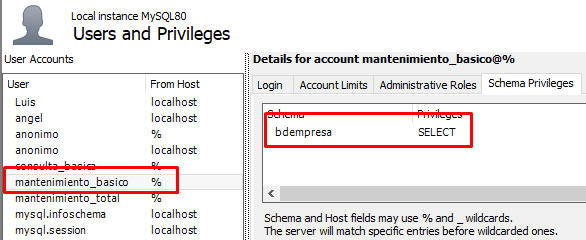 Local instance MySQL80
Users and Privileges
User Accounts
User From Host
Luis localhost
angel localhost
anonimo %
anonimo localhost
consulta_basica %
mantenimiento_basico %
mantenimiento_total %
mysql.infoschema localhost
mysql.session localhost
Details for account mantenimiento_basico@%
Login Account Limits Administrative Roles Schema Privileges
Schema Privileges
bdempresa SELECT
Schema and Host fields may use % and _ wildcards.
The server will match specific entries before wildcarded ones.